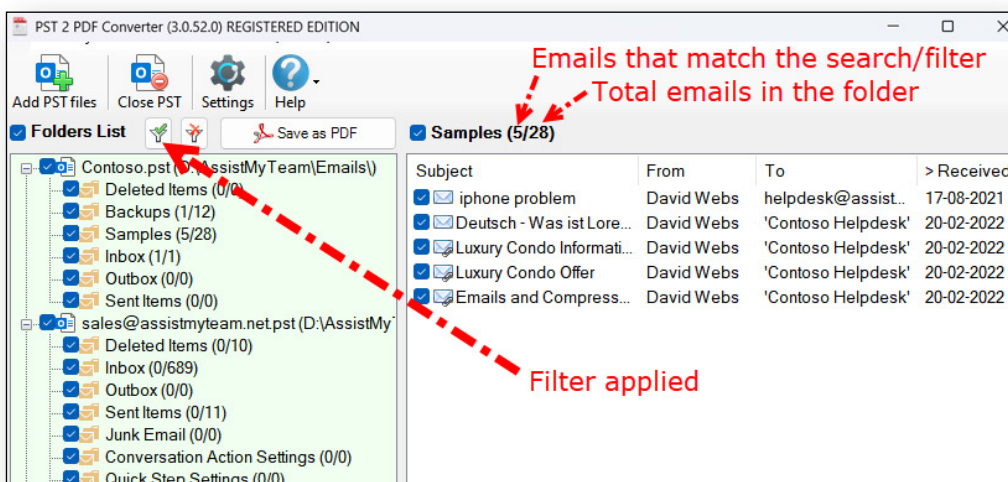 PST 2 PDF Converter (3.0.52.0) REGISTERED EDITION
Emails that match the search/filter
Total emails in the folder
Add PST files Close PST Settings Help
Folders List Save as PDF Samples (5/28)
Contoso.pst (D:\AssistMyTeam\Emails\)
Deleted Items (0/0)
Backups (1/12)
Samples (5/28)
Inbox (1/1)
Outbox (0/0)
Sent Items (0/0)
sales@assistmyteam.net.pst (D:\AssistMy
Deleted Items (0/10)
Inbox (0/689)
Outbox (0/0)
Sent Items (0/11)
Junk Email (0/0)
Conversation Action Settings (0/0)
Quick Step Settings (0/0)
Subject From To > Received
iphone problem David Webs helpdesk@assist... 17-08-2021
Deutsch - Was ist Lore... David Webs 'Contoso Helpdesk' 20-02-2022
Luxury Condo Informati... David Webs 'Contoso Helpdesk' 20-02-2022
Luxury Condo Offer David Webs 'Contoso Helpdesk' 20-02-2022
Emails and Compress... David Webs 'Contoso Helpdesk' 20-02-2022
Filter applied